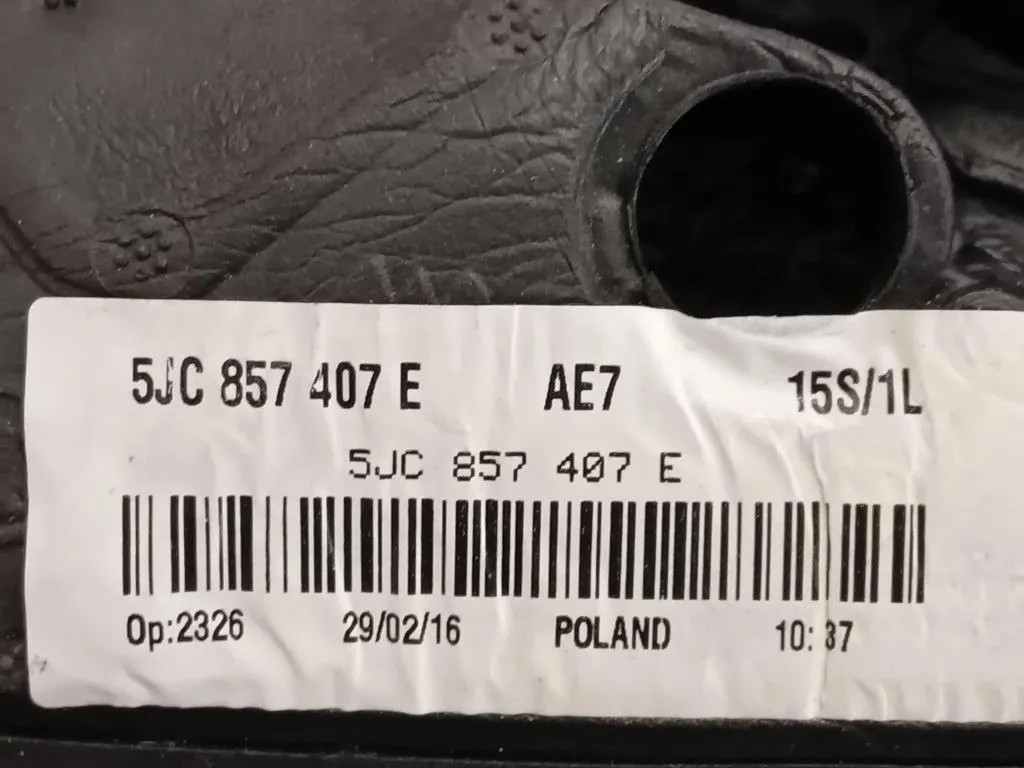 5JC 857 407 E AE7 15S/1L
5JC 857 407 E
Op:2326 29/02/16 POLAND 10:37